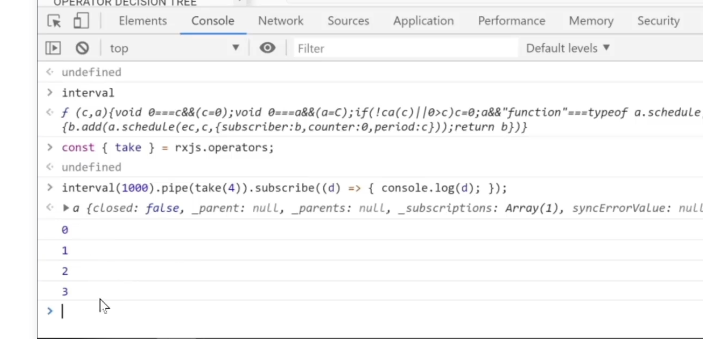 OPERATOR DECISION TREE
Elements Console Network Sources Application Performance Memory Security
top Filter Default levels ▼
undefined
> interval
ƒ (c,a){void 0===c&&(c=0);void 0===a&&(a=C);if(!ca(c)||0>c)c=0;a&&"function"===typeof a.schedule
{b.add(a.schedule(ec,c,{subscriber:b,counter:0,period:c}));return b})}
> const { take } = rxjs.operators;
undefined
> interval(1000).pipe(take(4)).subscribe((d) => { console.log(d); });
▶a {closed: false, _parent: null, _parents: null, _subscriptions: Array(1), syncErrorValue: null
0
1
2
3
>